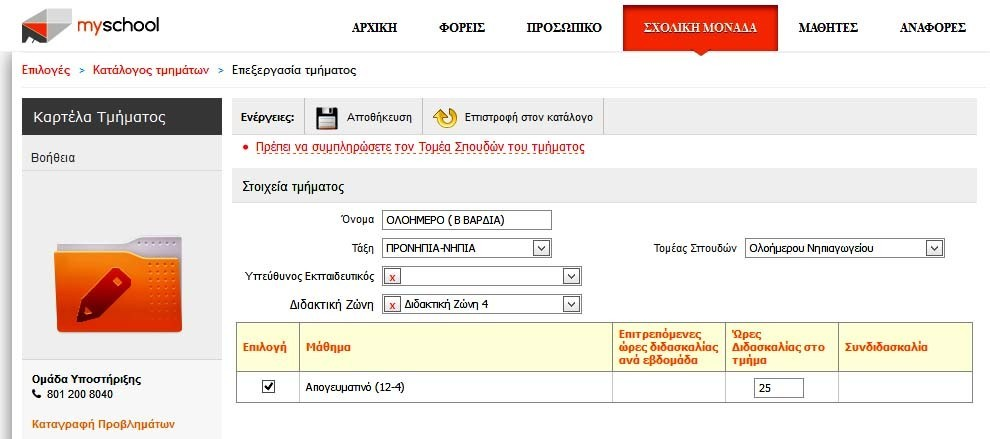 myschool
ΑΡΧΙΚΗ ΦΟΡΕΙΣ ΠΡΟΣΩΠΙΚΟ ΣΧΟΛΙΚΗ ΜΟΝΑΔΑ ΜΑΘΗΤΕΣ ΑΝΑΦΟΡΕΣ
Επιλογές > Κατάλογος τμημάτων > Επεξεργασία τμήματος
Καρτέλα Τμήματος
Βοήθεια
Ενέργειες: Αποθήκευση Επιστροφή στον κατάλογο
• Πρέπει να συμπληρώσετε τον Τομέα Σπουδών του τμήματος
Στοιχεία τμήματος
Όνομα ΟΛΟΗΜΕΡΟ ( Β ΒΑΡΔΙΑ)
Τάξη ΠΡΟΝΗΠΙΑ-ΝΗΠΙΑ Τομέας Σπουδών Ολοήμερου Νηπιαγωγείου
Υπεύθυνος Εκπαιδευτικός x
Διδακτική Ζώνη x Διδακτική Ζώνη 4
Επιλογή Μάθημα Επιτρεπόμενες ώρες διδασκαλίας ανά εβδομάδα Ώρες Διδασκαλίας στο τμήμα Συνδιδασκαλία
Απογευματινό (12-4) 25
Ομάδα Υποστήριξης
801 200 8040
Καταγραφή Προβλημάτων